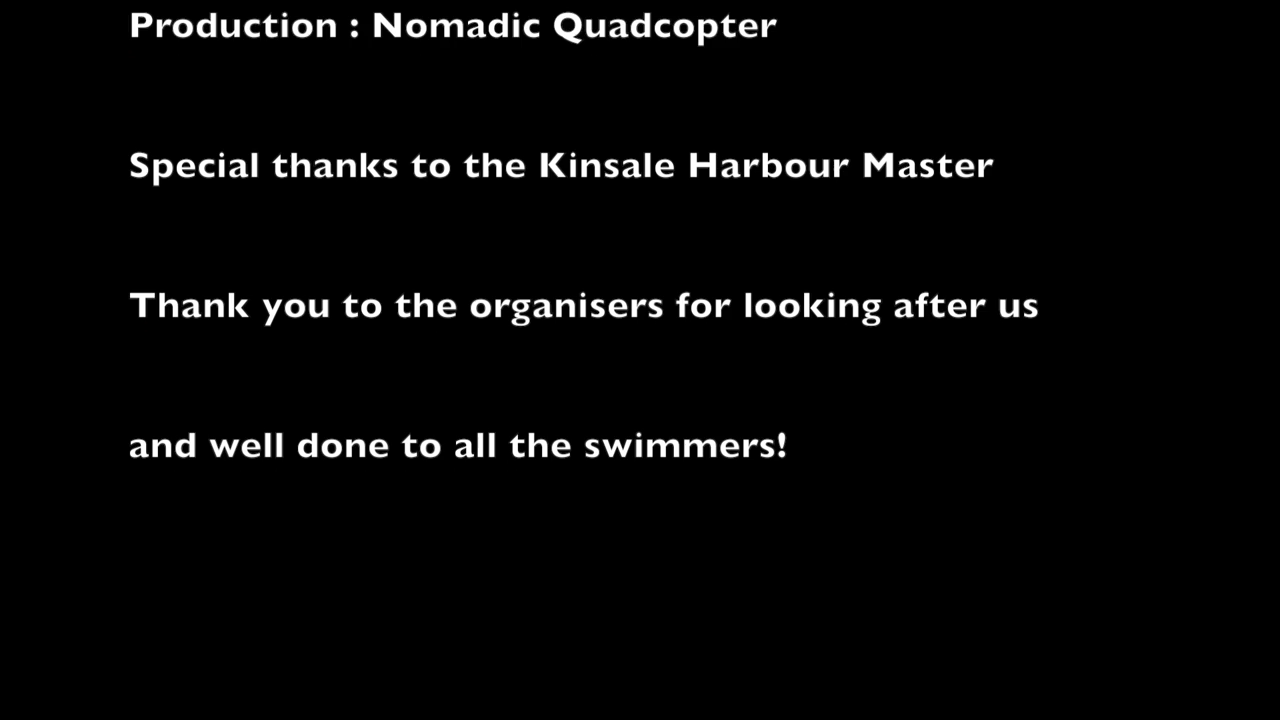 Production : Nomadic Quadcopter
Special thanks to the Kinsale Harbour Master
Thank you to the organisers for looking after us
and well done to all the swimmers!